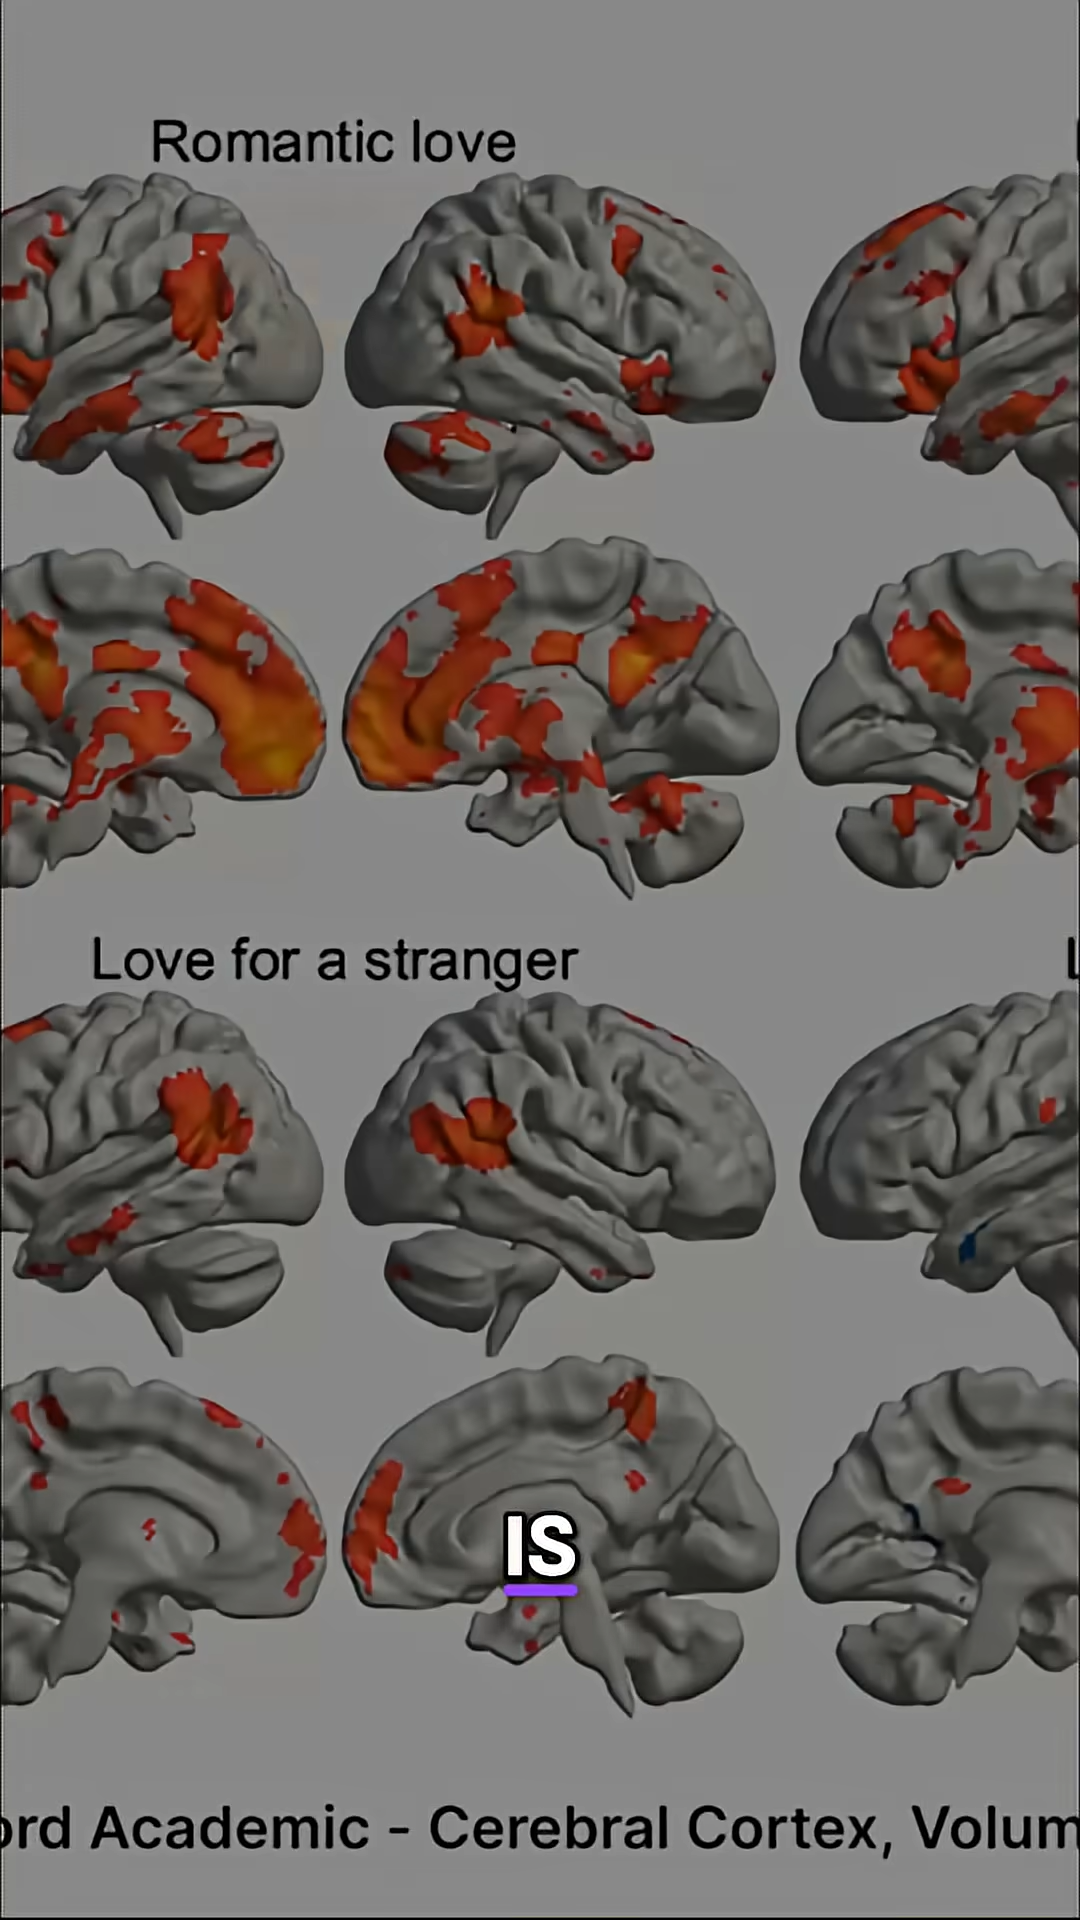 Romantic love
Love for a stranger
IS
ord Academic - Cerebral Cortex, Volum